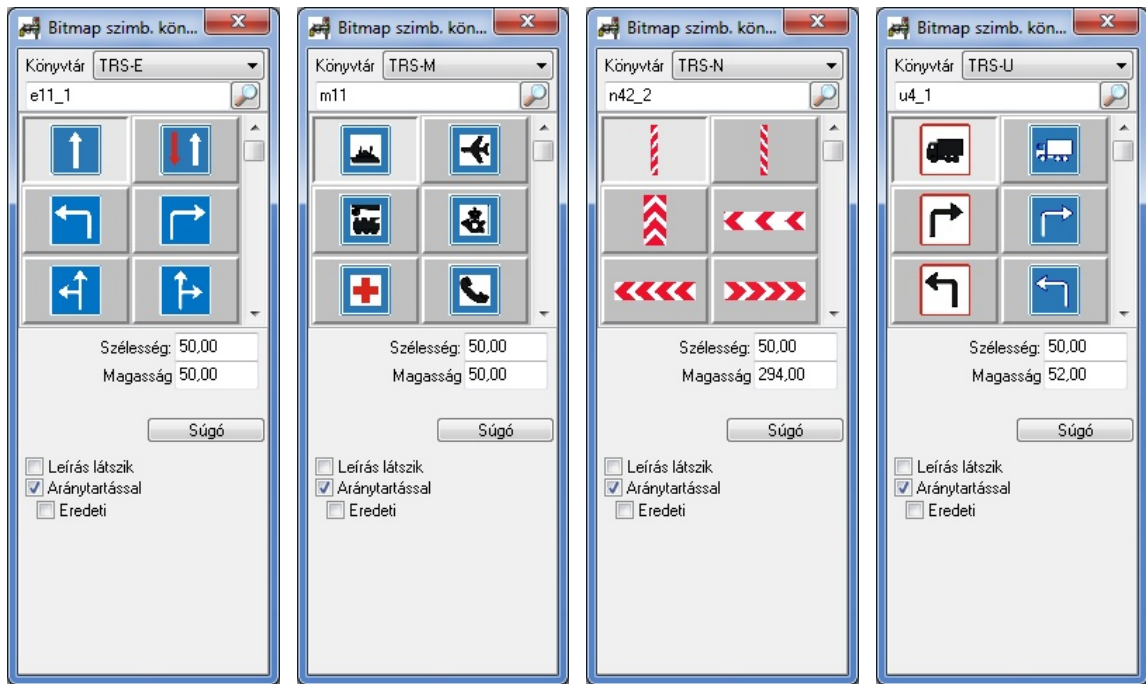 Bitmap szimb. kön...
Könyvtár TRS-E
e11_1
Szélesség: 50,00
Magasság 50,00
Súgó
Leírás látszik
Aránytartással
Eredeti
Bitmap szimb. kön...
Könyvtár TRS-M
m11
Szélesség: 50,00
Magasság 50,00
Súgó
Leírás látszik
Aránytartással
Eredeti
Bitmap szimb. kön...
Könyvtár TRS-N
n42_2
Szélesség: 50,00
Magasság 294,00
Súgó
Leírás látszik
Aránytartással
Eredeti
Bitmap szimb. kön...
Könyvtár TRS-U
u4_1
Szélesség: 50,00
Magasság 52,00
Súgó
Leírás látszik
Aránytartással
Eredeti